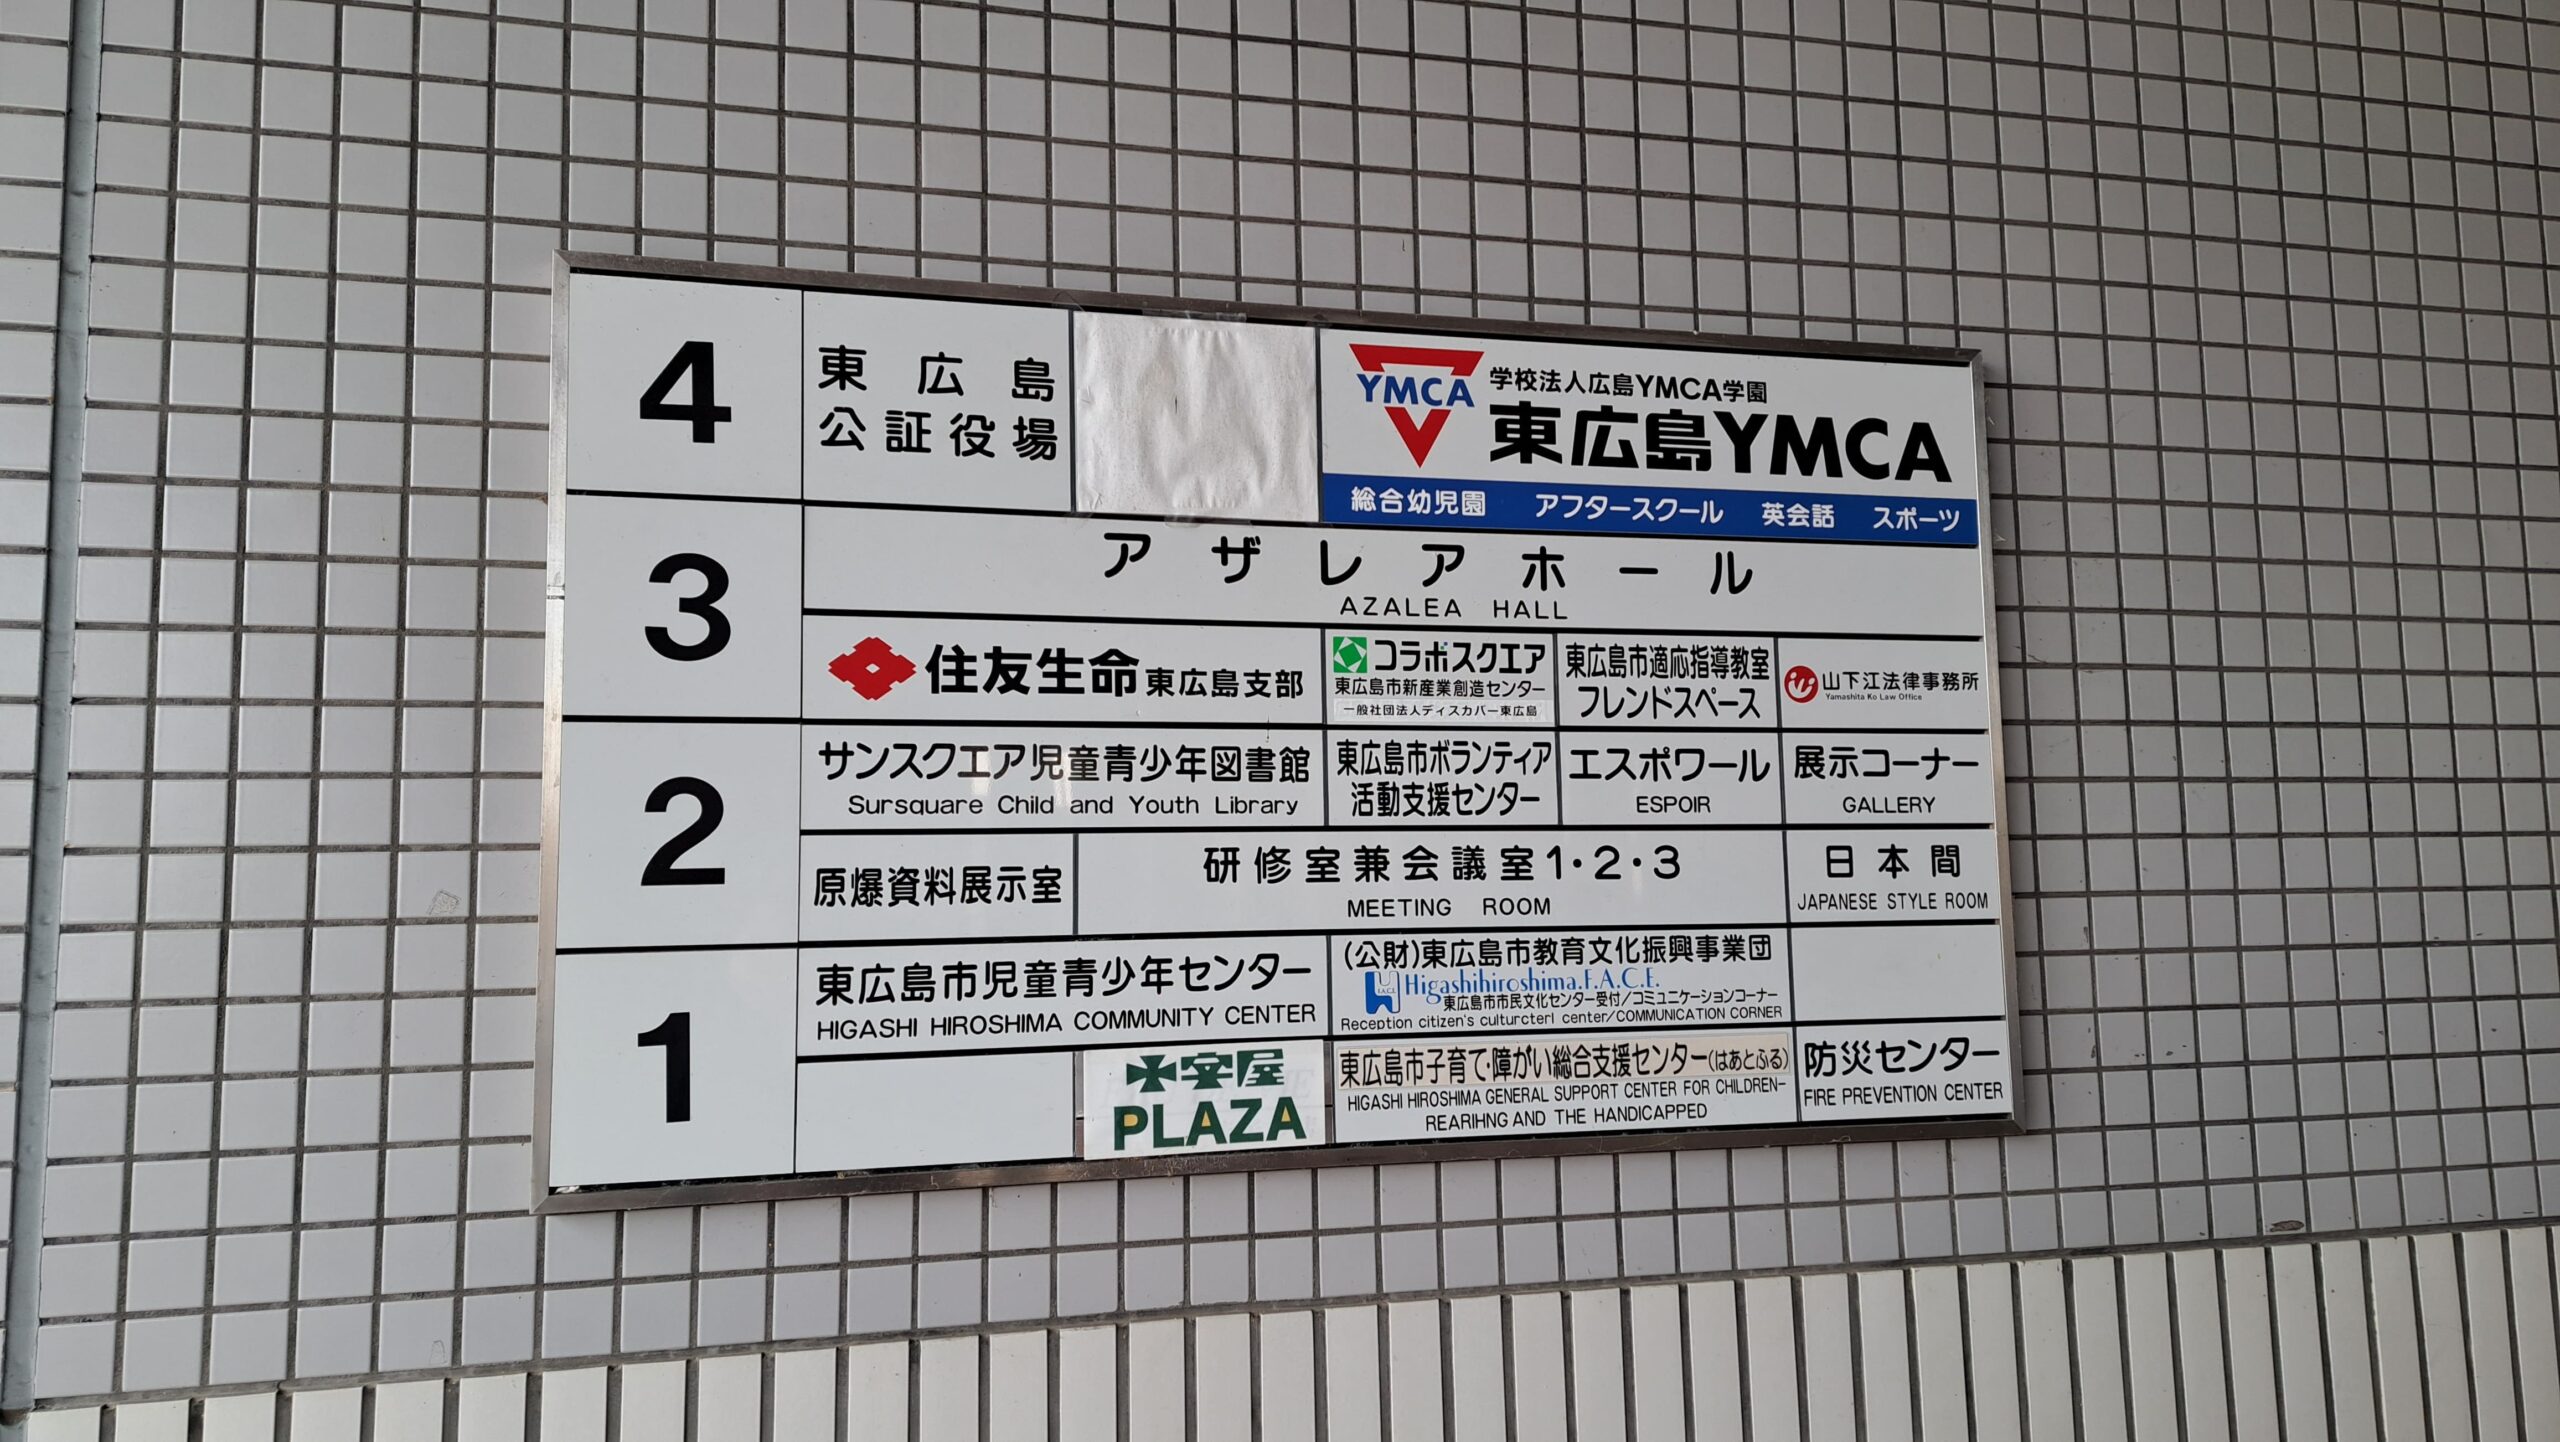 4
東広島
公証役場
YMCA
学校法人広島YMCA学園
東広島YMCA
総合幼児園 アフタースクール 英会話 スポーツ
3
アザレアホール
AZALEA HALL
住友生命 東広島支部
コラボスクエア
東広島市新産業創造センター
一般社団法人ディスカバー東広島
東広島市適応指導教室
フレンドスペース
山下江法律事務所
Yamashita Ko Law Office
2
サンスクエア児童青少年図書館
Sursquare Child and Youth Library
東広島市ボランティア
活動支援センター
エスポワール
ESPOIR
展示コーナー
GALLERY
原爆資料展示室
研修室兼会議室1・2・3
MEETING ROOM
日本間
JAPANESE STYLE ROOM
1
東広島市児童青少年センター
HIGASHI HIROSHIMA COMMUNITY CENTER
(公財)東広島市教育文化振興事業団
F.A.C.E. Higashihiroshima.F.A.C.E.
東広島市市民文化センター受付/コミュニケーションコーナー
Reception citizen's culturcterl center/COMMUNICATION CORNER
安屋
PLAZA
東広島市子育て・障がい総合支援センター(はあとふる)
HIGASHI HIROSHIMA GENERAL SUPPORT CENTER FOR CHILDREN-
REARIHNG AND THE HANDICAPPED
防災センター
FIRE PREVENTION CENTER